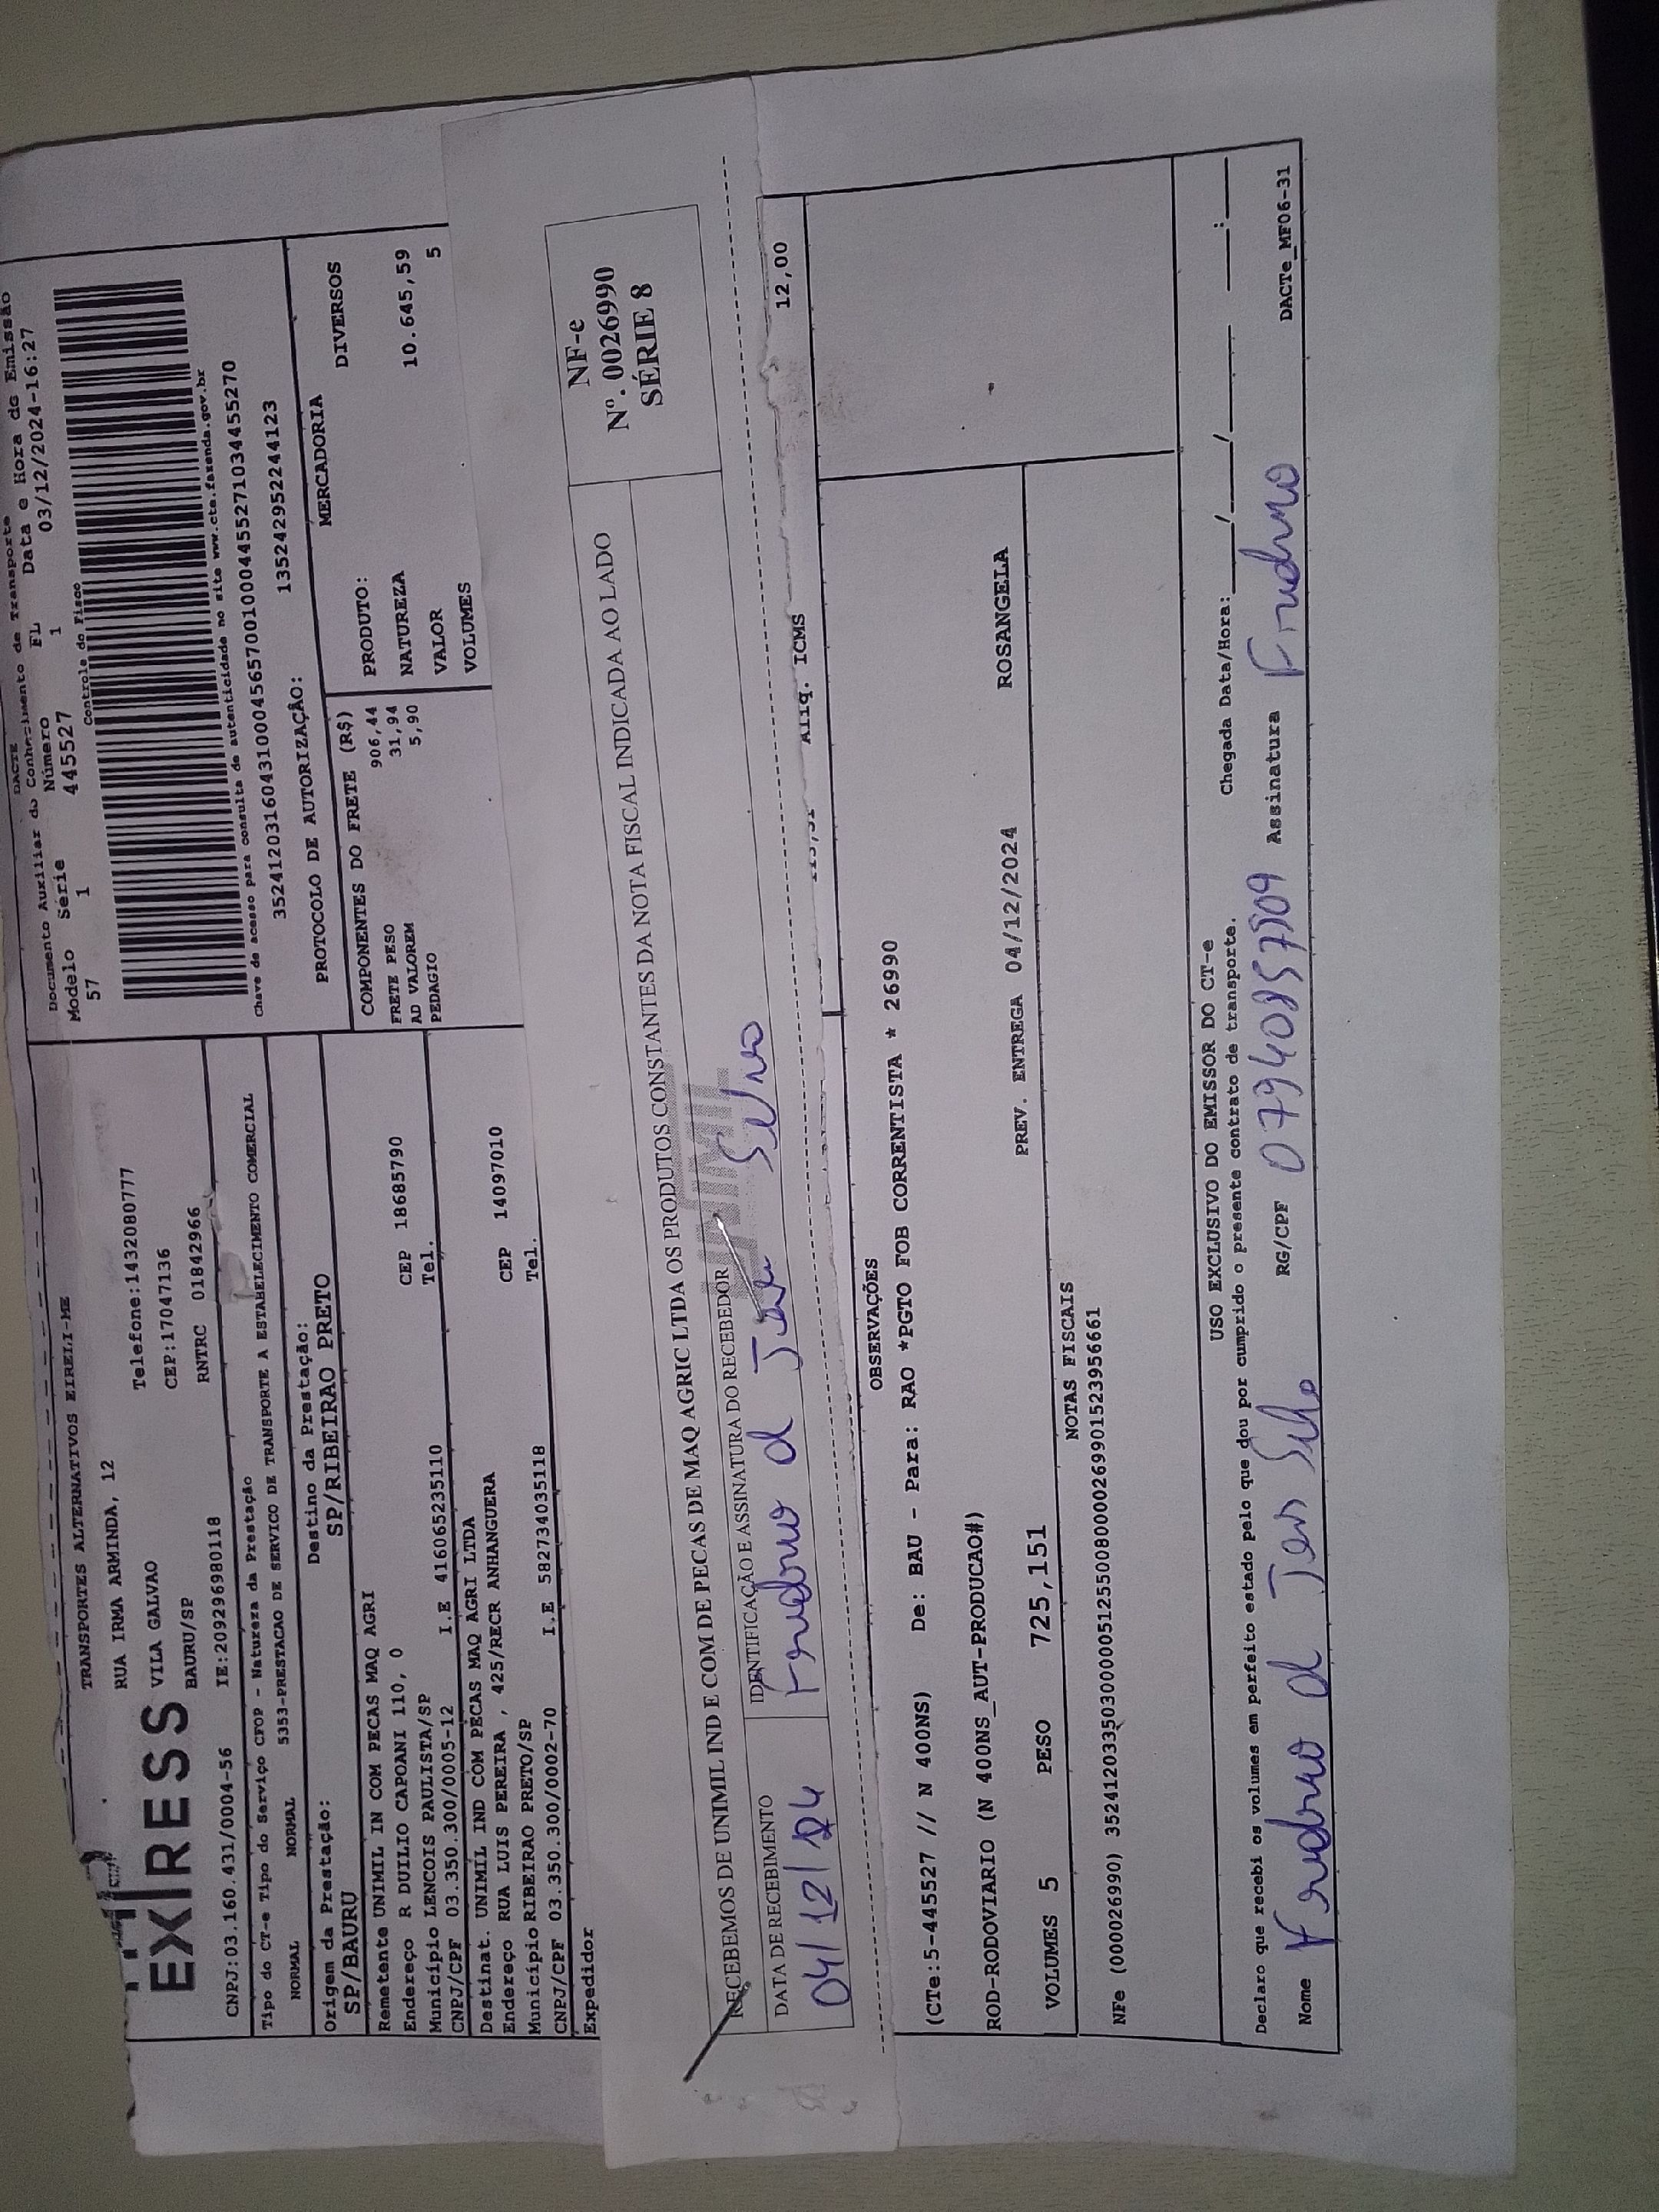 DACTE
Documento Auxiliar do Conhecimento de Transporte
Modelo Série Número FL Data e Hora de Emissão
57 1 445527 1 03/12/2024-16:27
Controle do Fisco
Chave de acesso para consulta de autenticidade no site www.cte.fazenda.gov.br
35241203160431000456570010004455271034455270
PROTOCOLO DE AUTORIZAÇÃO: 135242952244123
EXPRESS
TRANSPORTES ALTERNATIVOS EIRELI-ME
RUA IRMA ARMINDA, 12 Telefone:1432080777
VILA GALVAO CEP:17047136
BAURU/SP RNTRC 01842966
CNPJ:03.160.431/0004-56 IE:209296980118
Tipo do CT-e Tipo do Serviço CFOP - Natureza da Prestação
NORMAL NORMAL 5353-PRESTACAO DE SERVICO DE TRANSPORTE A ESTABELECIMENTO COMERCIAL
Origem da Prestação: Destino da Prestação:
SP/BAURU SP/RIBEIRAO PRETO
COMPONENTES DO FRETE (R$) MERCADORIA
FRETE PESO 906,44 PRODUTO: DIVERSOS
AD VALOREM 31,94 NATUREZA
PEDAGIO 5,90 VALOR 10.645,59
VOLUMES 5
Remetente UNIMIL IN COM PECAS MAQ AGRI
Endereço R DUILIO CAPOANI 110, 0 CEP 18685790
Município LENCOIS PAULISTA/SP Tel.
CNPJ/CPF 03.350.300/0005-12 I.E 416065235110
Destinat. UNIMIL IND COM PECAS MAQ AGRI LTDA
Endereço RUA LUIS PEREIRA , 425/RECR ANHANGUERA CEP 14097010
Município RIBEIRAO PRETO/SP Tel.
CNPJ/CPF 03.350.300/0002-70 I.E 582734035118
Expedidor
RECEBEMOS DE UNIMIL IND E COM DE PECAS DE MAQ AGRIC LTDA OS PRODUTOS CONSTANTES DA NOTA FISCAL INDICADA AO LADO
NF-e
Nº. 0026990
SÉRIE 8
DATA DE RECEBIMENTO IDENTIFICAÇÃO E ASSINATURA DO RECEBEDOR
04/12/24
UNIMIL
Aliq. ICMS 12,00
OBSERVAÇÕES
(CTe:5-445527 // N 400NS) De: BAU - Para: RAO *PGTO FOB CORRENTISTA * 26990
ROD-RODOVIARIO (N 400NS_AUT-PRODUCAO#)
PREV. ENTREGA 04/12/2024 ROSANGELA
VOLUMES 5 PESO 725,151
NOTAS FISCAIS
NFe (000026990) 35241203350300000512550080000269901523956661
USO EXCLUSIVO DO EMISSOR DO CT-e
Declaro que recebi os volumes em perfeito estado pelo que dou por cumprido o presente contrato de transporte. Chegada Data/Hora:___/___/___ ___:___
Nome RG/CPF Assinatura
DACTe_MF06-31